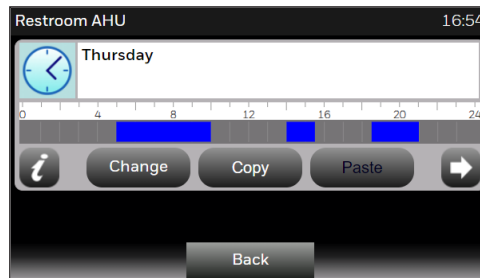 Restroom AHU 16:54
Thursday
0 4 8 12 16 20 24
i Change Copy Paste
Back